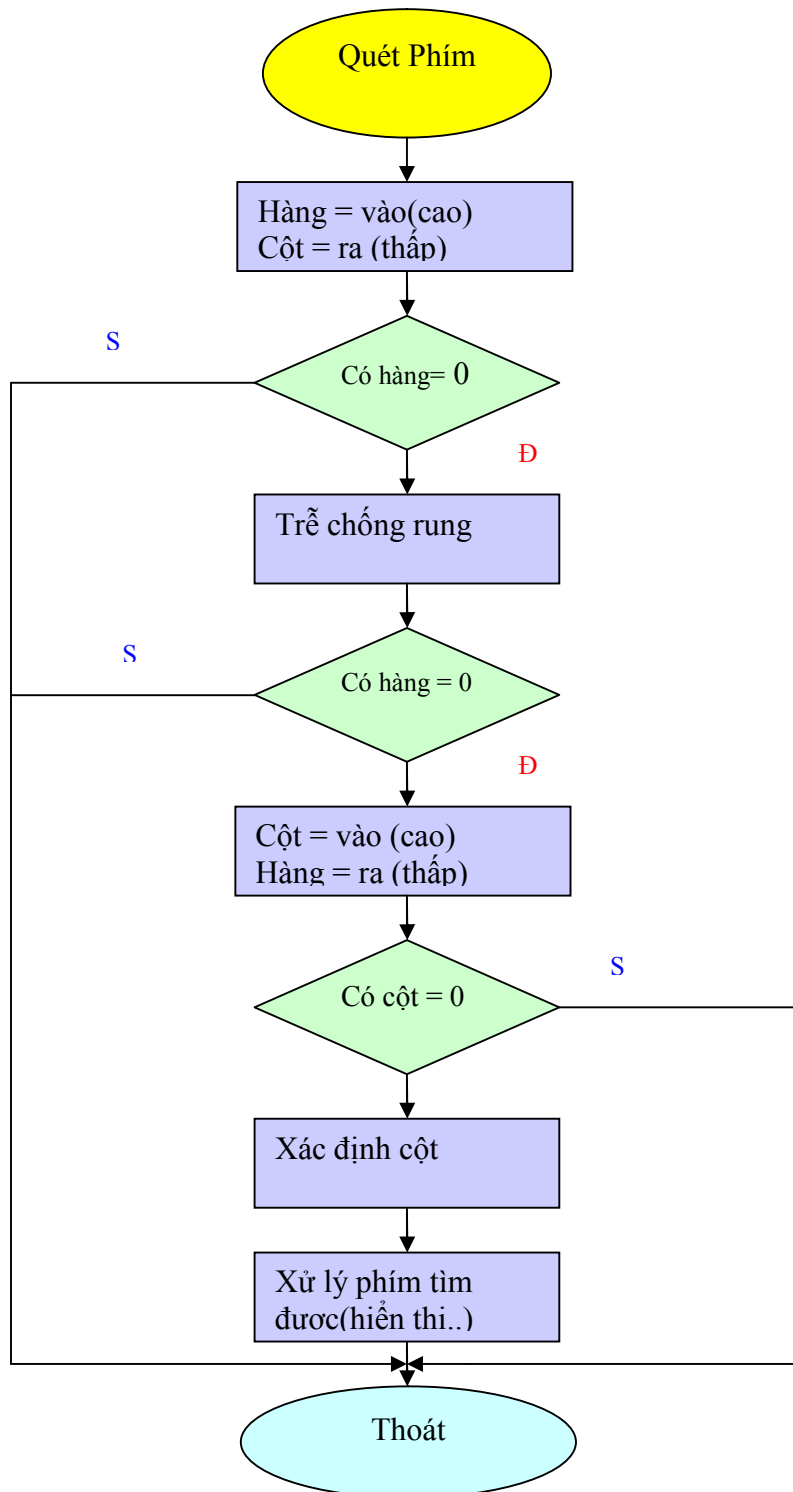 Quét Phím
Hàng = vào(cao)
Cột = ra (thấp)
S
Có hàng= 0
Đ
Trễ chống rung
S
Có hàng = 0
Đ
Cột = vào (cao)
Hàng = ra (thấp)
S
Có cột = 0
Xác định cột
Xử lý phím tìm
được(hiển thi..)
Thoát